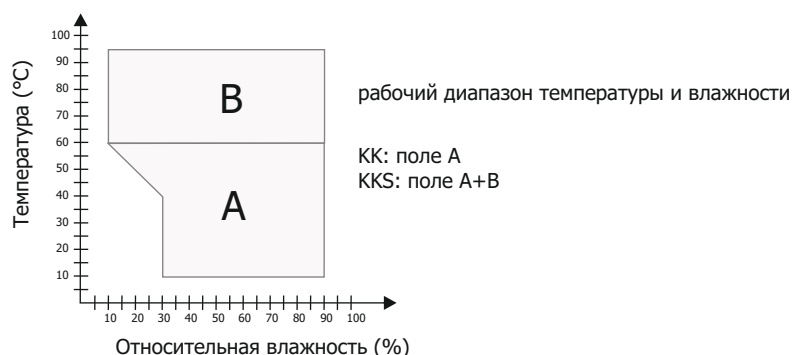 Температура (°C)
100
90
80
70
60
50
40
30
20
10
B
A
10 20 30 40 50 60 70 80 90 100
Относительная влажность (%)
рабочий диапазон температуры и влажности
KK: поле A
KKS: поле A+B